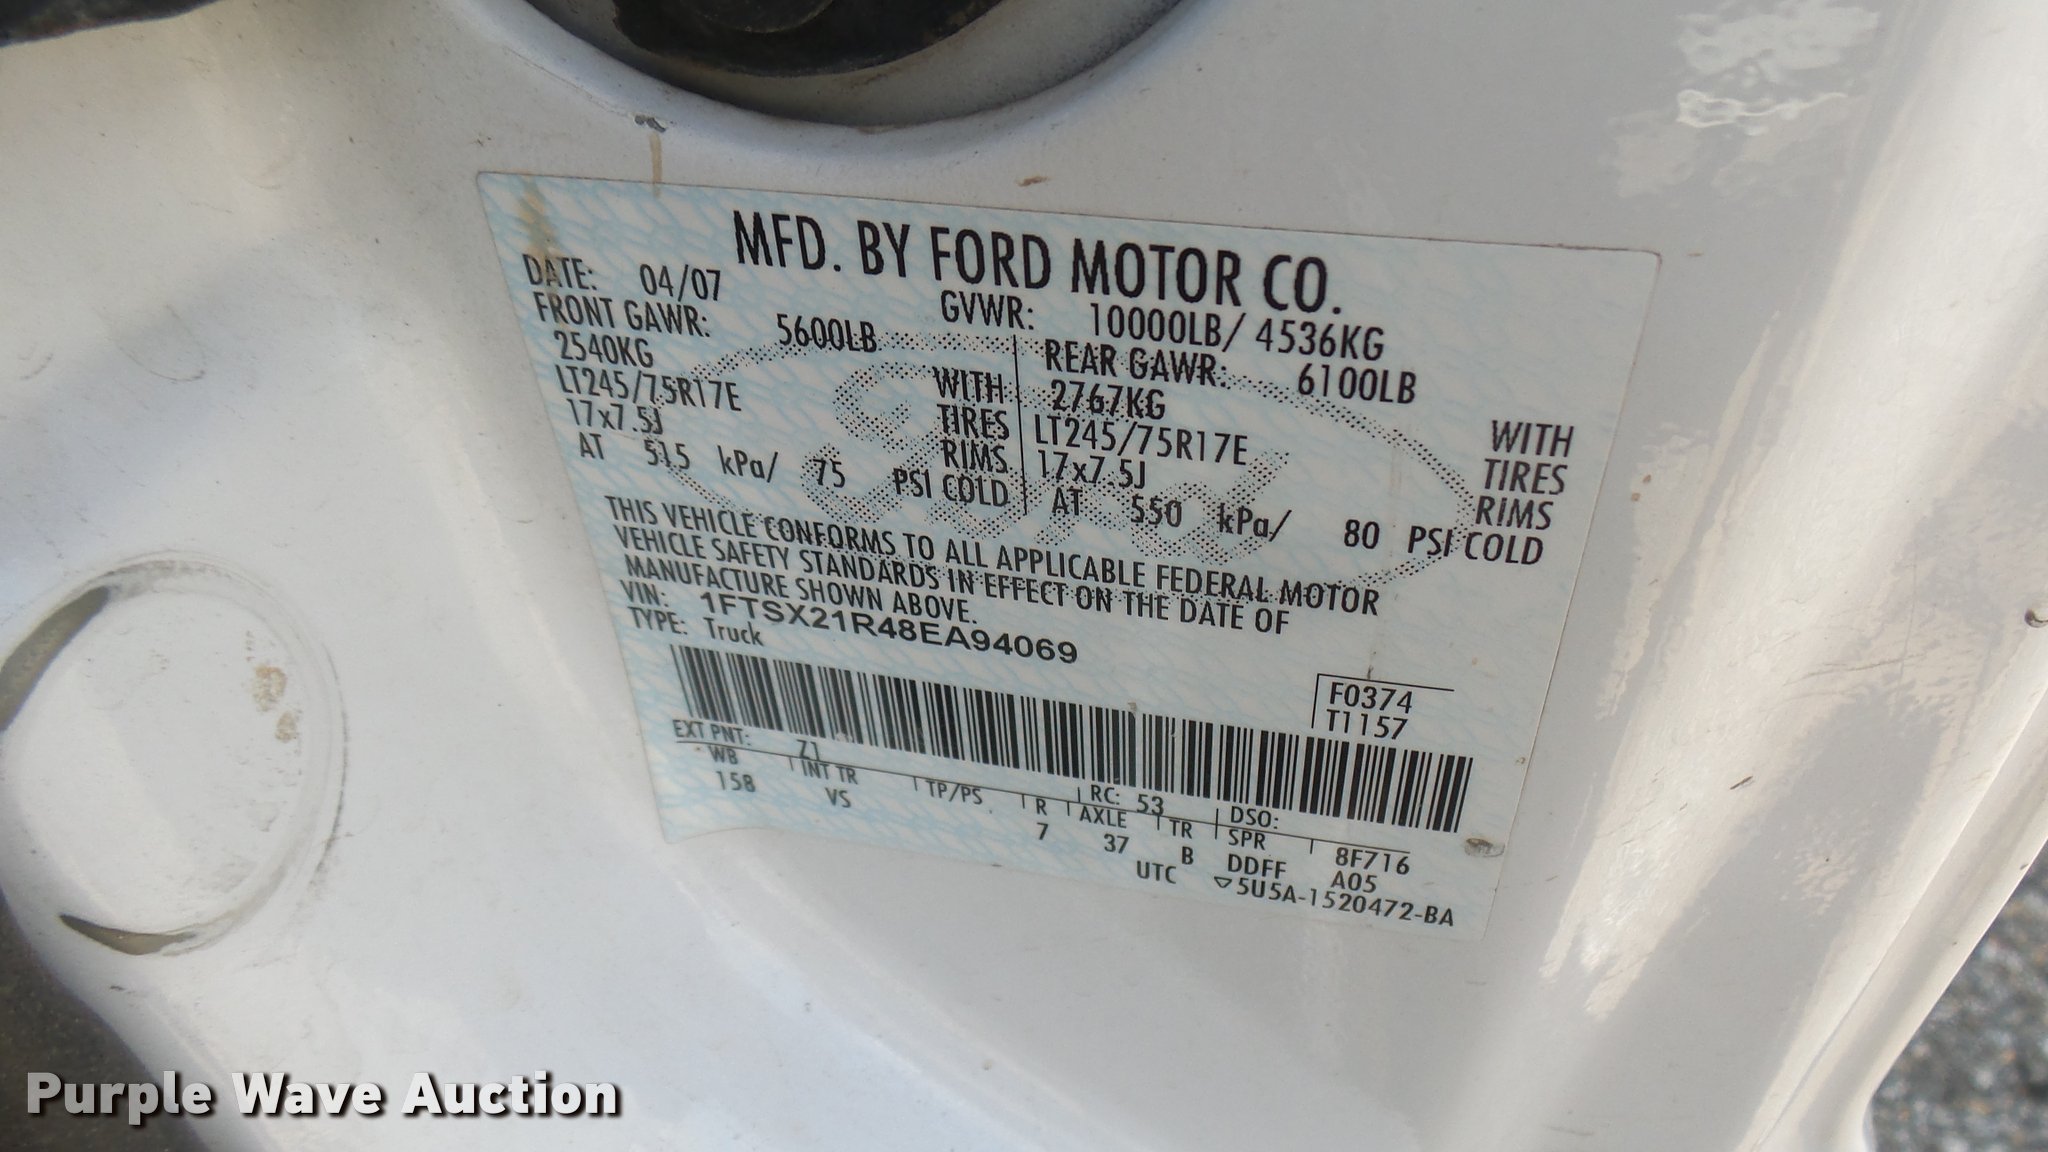 MFD. BY FORD MOTOR CO.
DATE: 04/07 GVWR: 10000LB/ 4536KG
FRONT GAWR: 5600LB REAR GAWR: 6100LB
2540KG WITH 2767KG WITH
LT245/75R17E TIRES LT245/75R17E TIRES
17x7.5J RIMS 17x7.5J RIMS
AT 515 kPa/ 75 PSI COLD AT 550 kPa/ 80 PSI COLD
THIS VEHICLE CONFORMS TO ALL APPLICABLE FEDERAL MOTOR
VEHICLE SAFETY STANDARDS IN EFFECT ON THE DATE OF
MANUFACTURE SHOWN ABOVE.
VIN: 1FTSX21R48EA94069
TYPE: Truck
F0374
T1157
EXT PNT: Z1 RC: 53 DSO:
WB INT TR TP/PS R AXLE TR SPR 8F716
158 VS 7 37 B DDFF A05
UTC ▽5U5A-1520472-BA
Purple Wave Auction